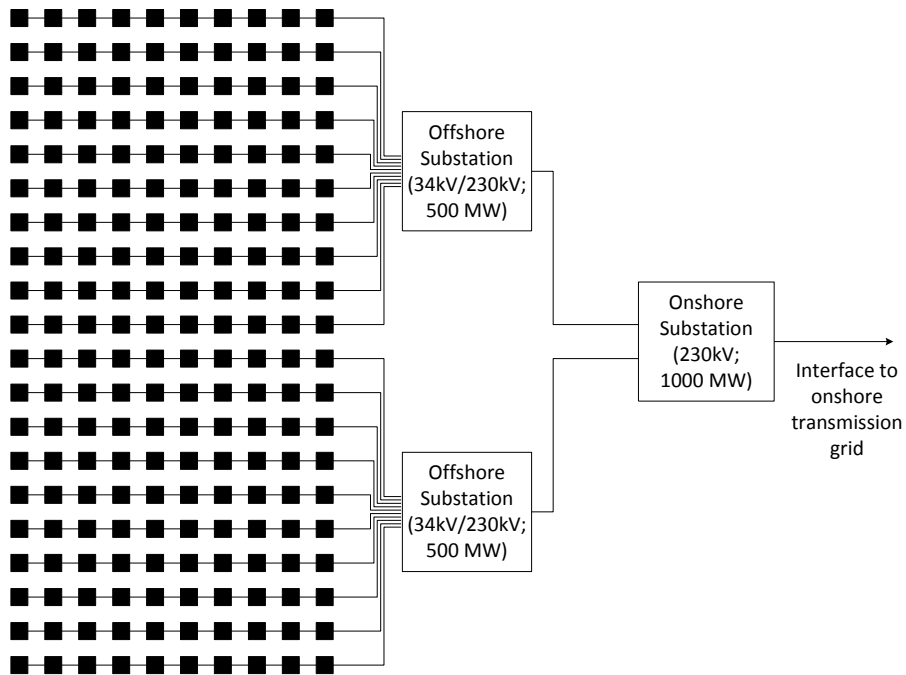 Offshore
Substation
(34kV/230kV;
500 MW)
Onshore
Substation
(230kV;
1000 MW)
Interface to
onshore
transmission
grid
Offshore
Substation
(34kV/230kV;
500 MW)